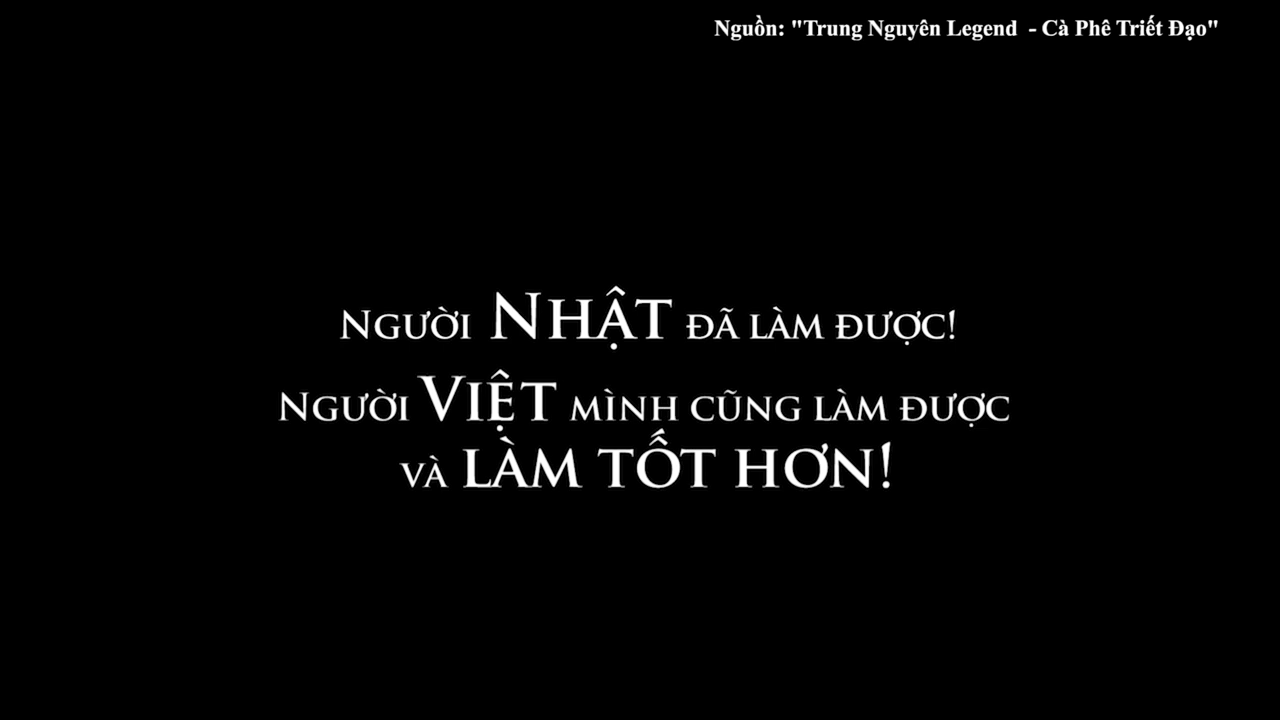 Nguồn: "Trung Nguyên Legend - Cà Phê Triết Đạo"
NGƯỜI NHẬT ĐÃ LÀM ĐƯỢC!
NGƯỜI VIỆT MÌNH CŨNG LÀM ĐƯỢC
VÀ LÀM TỐT HƠN!